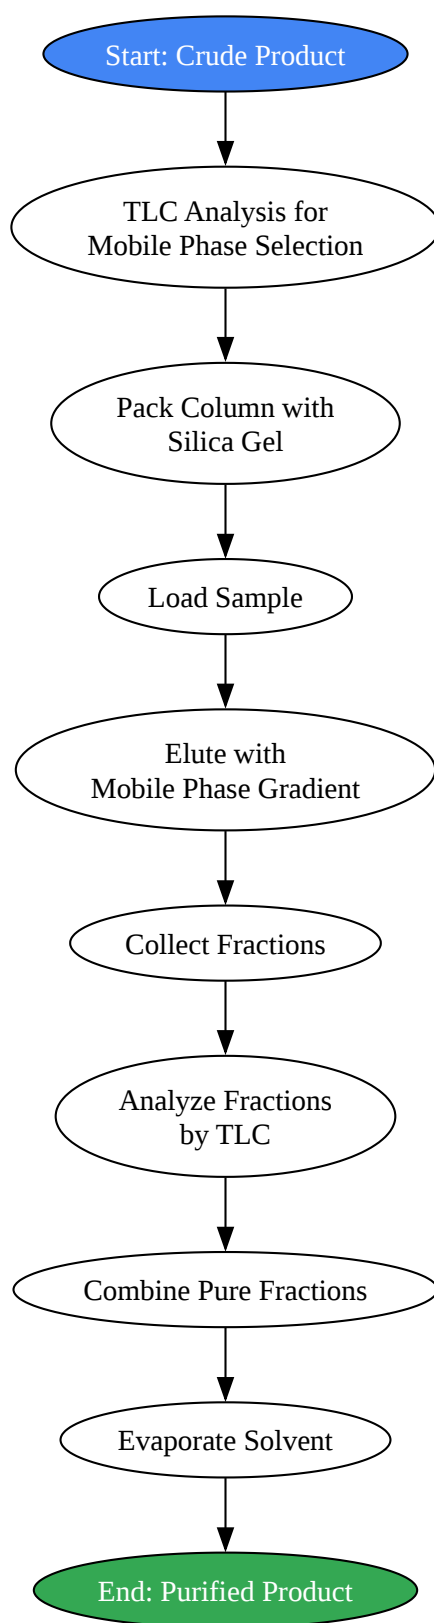 Start: Crude Product
TLC Analysis for
Mobile Phase Selection
Pack Column with
Silica Gel
Load Sample
Elute with
Mobile Phase Gradient
Collect Fractions
Analyze Fractions
by TLC
Combine Pure Fractions
Evaporate Solvent
End: Purified Product